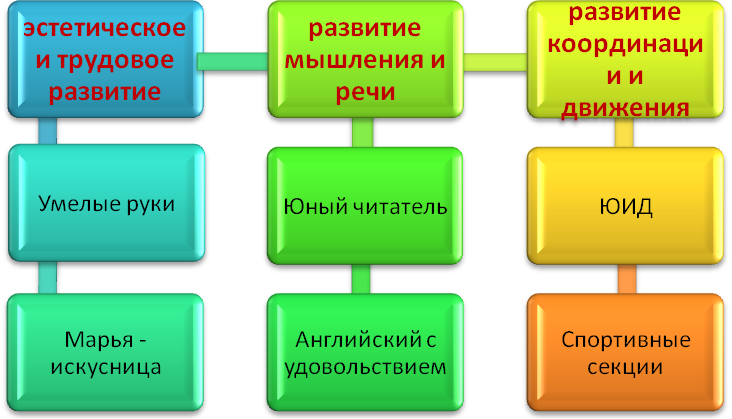 эстетическое
и трудовое
развитие
развитие
мышления и
речи
развитие
координаци
и и
движения
Умелые руки
Юный читатель
ЮИД
Марья -
искусница
Английский с
удовольствием
Спортивные
секции